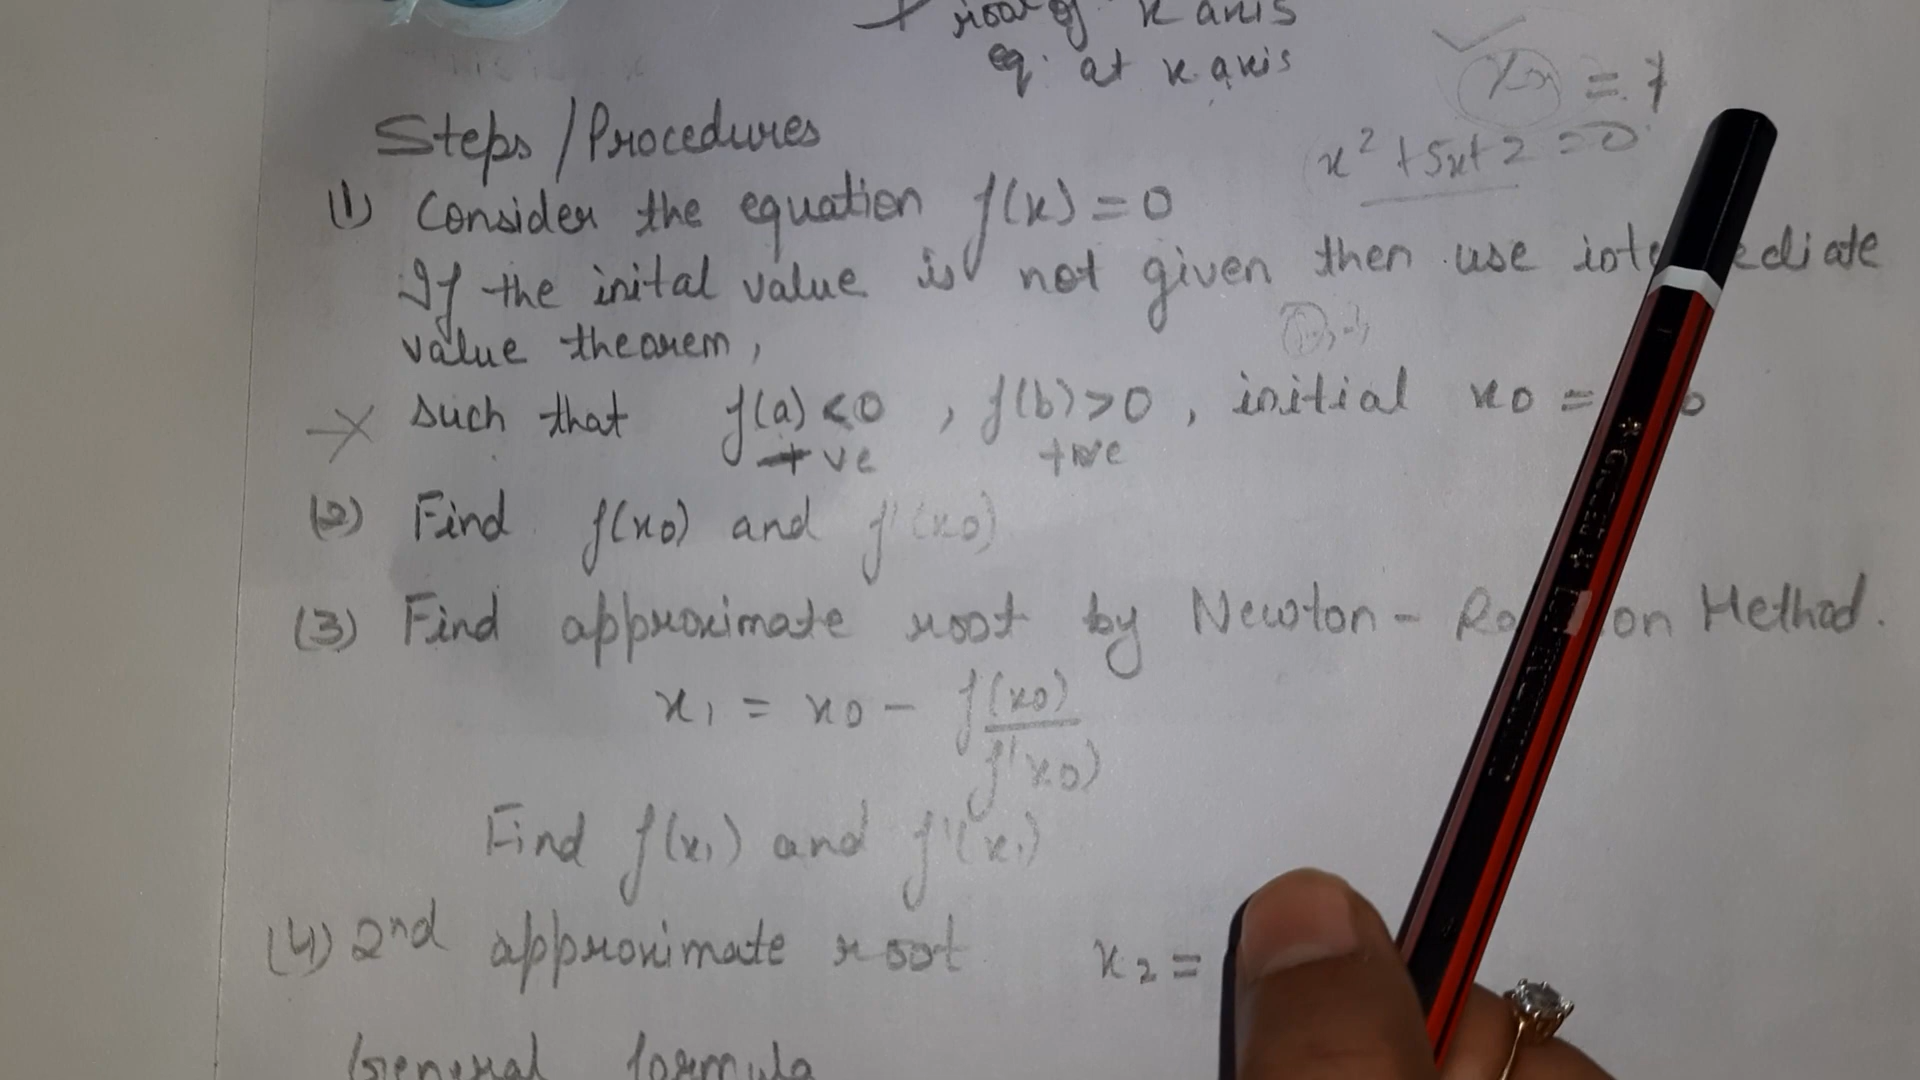 root of x axis
eq. at x axis
= 7
x² + 5x + 2 = 0
Steps / Procedures
(1) Consider the equation f(x) = 0
If the inital value is not given then use
value theorem,
such that f(a) < 0 , f(b) > 0 , initial x0 =
+ve +ve
(2) Find f(x0) and f'(x0)
(3) Find approximate root by Newton - Method.
x1 = x0 - f(x0)
f'x0)
Find f(x1) and f'(x1)
(4) 2nd approximate root x2 =
General formula